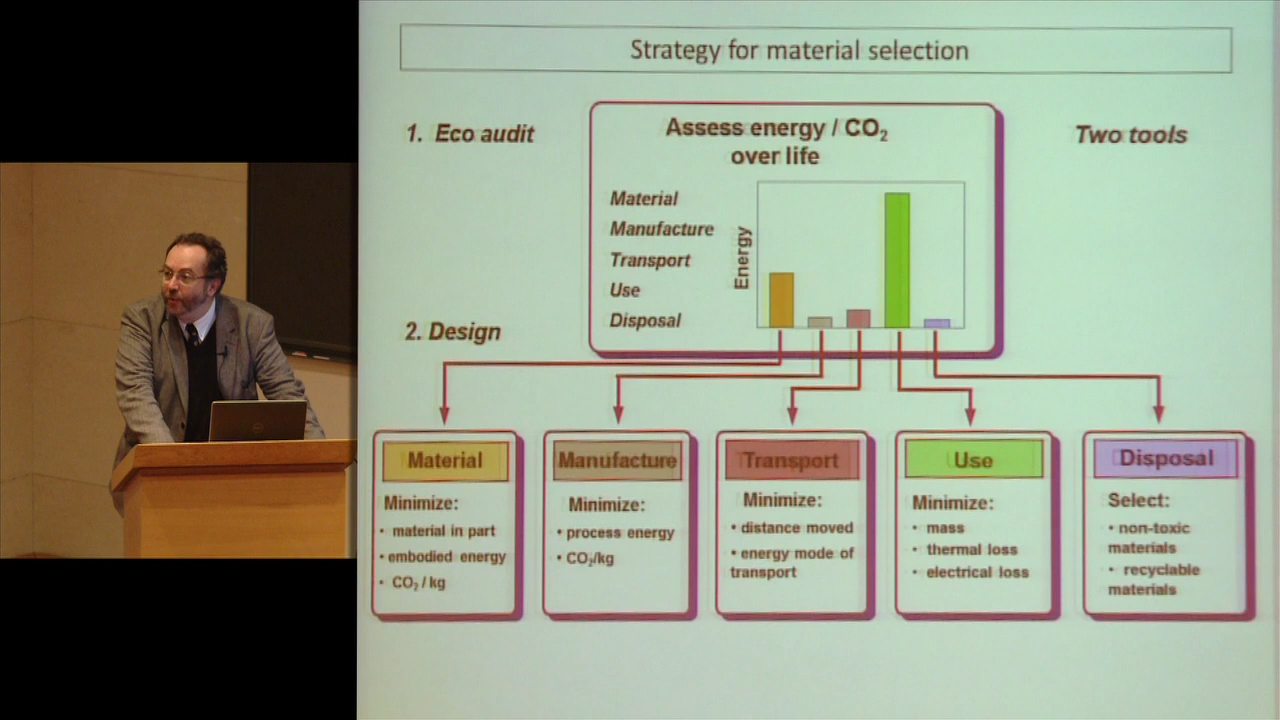 Strategy for material selection
1. Eco audit
Assess energy / CO₂
over life
Two tools
Material
Manufacture
Transport
Use
Disposal
Energy
2. Design
Material
Minimize:
• material in part
• embodied energy
• CO₂ / kg
Manufacture
Minimize:
• process energy
• CO₂/kg
Transport
Minimize:
• distance moved
• energy mode of
transport
Use
Minimize:
• mass
• thermal loss
• electrical loss
Disposal
Select:
• non-toxic
materials
• recyclable
materials